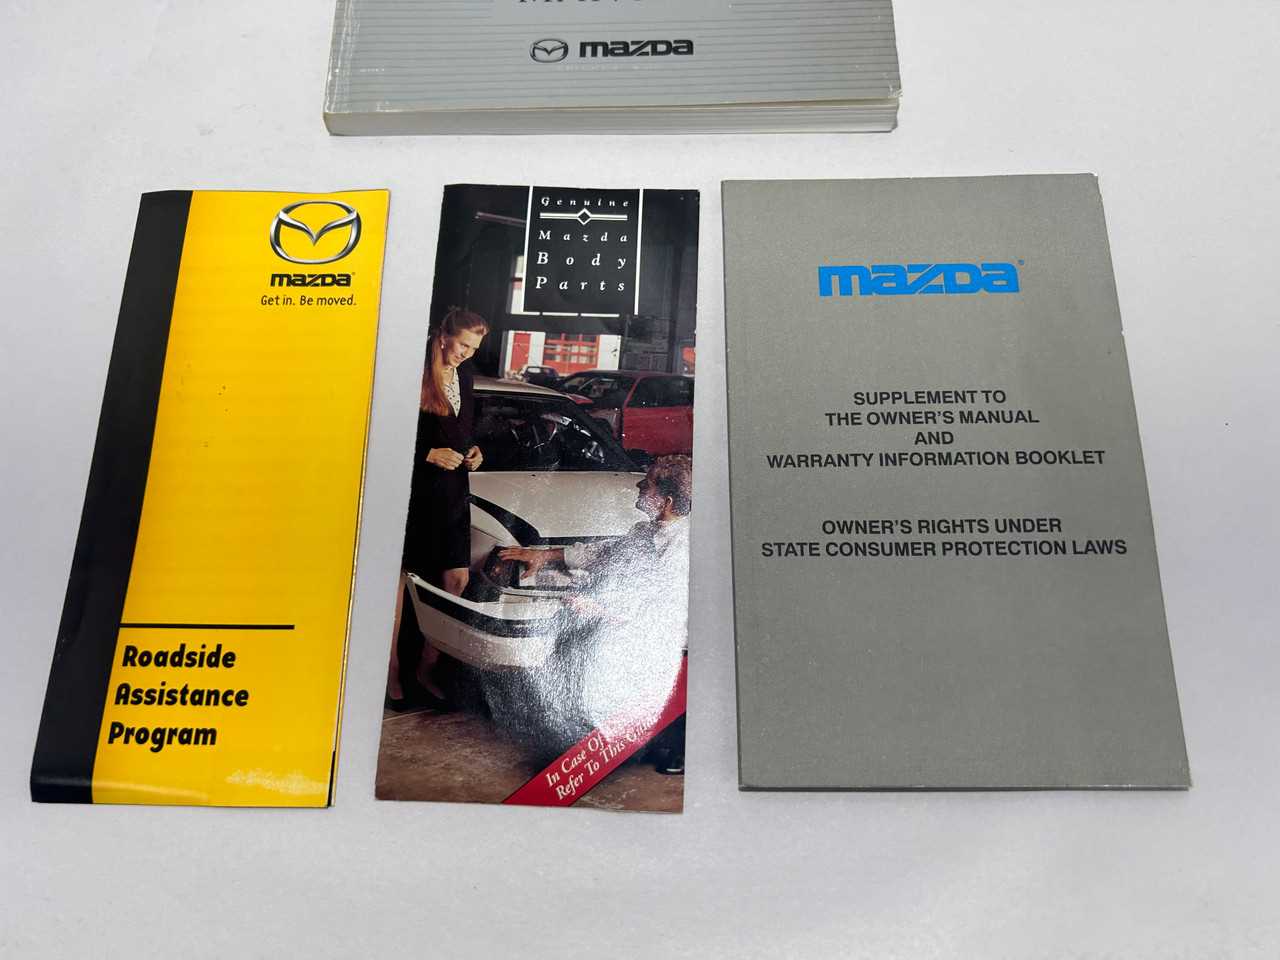 mazda
mazda
Get in. Be moved.
Roadside
Assistance
Program
Genuine
Mazda
Body
Parts
In Case Of
Refer To This Guide
mazda
SUPPLEMENT TO
THE OWNER'S MANUAL
AND
WARRANTY INFORMATION BOOKLET
OWNER'S RIGHTS UNDER
STATE CONSUMER PROTECTION LAWS